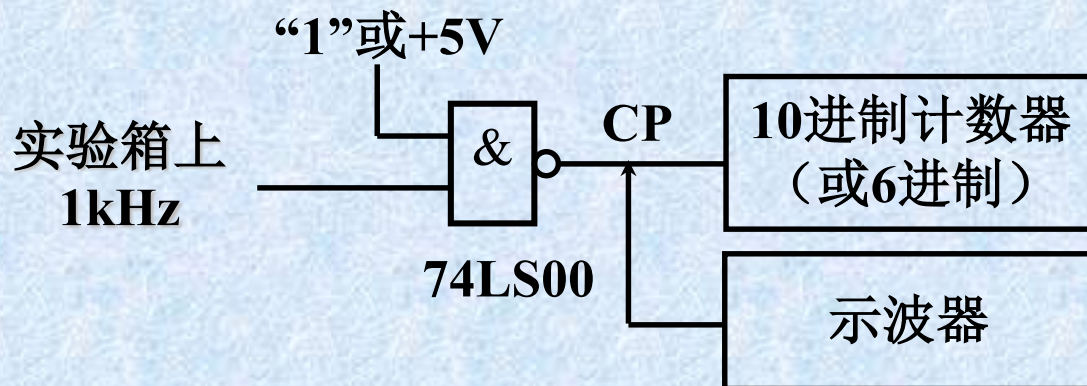 “1”或+5V
实验箱上
1kHz
&
CP
10进制计数器
（或6进制）
74LS00
示波器